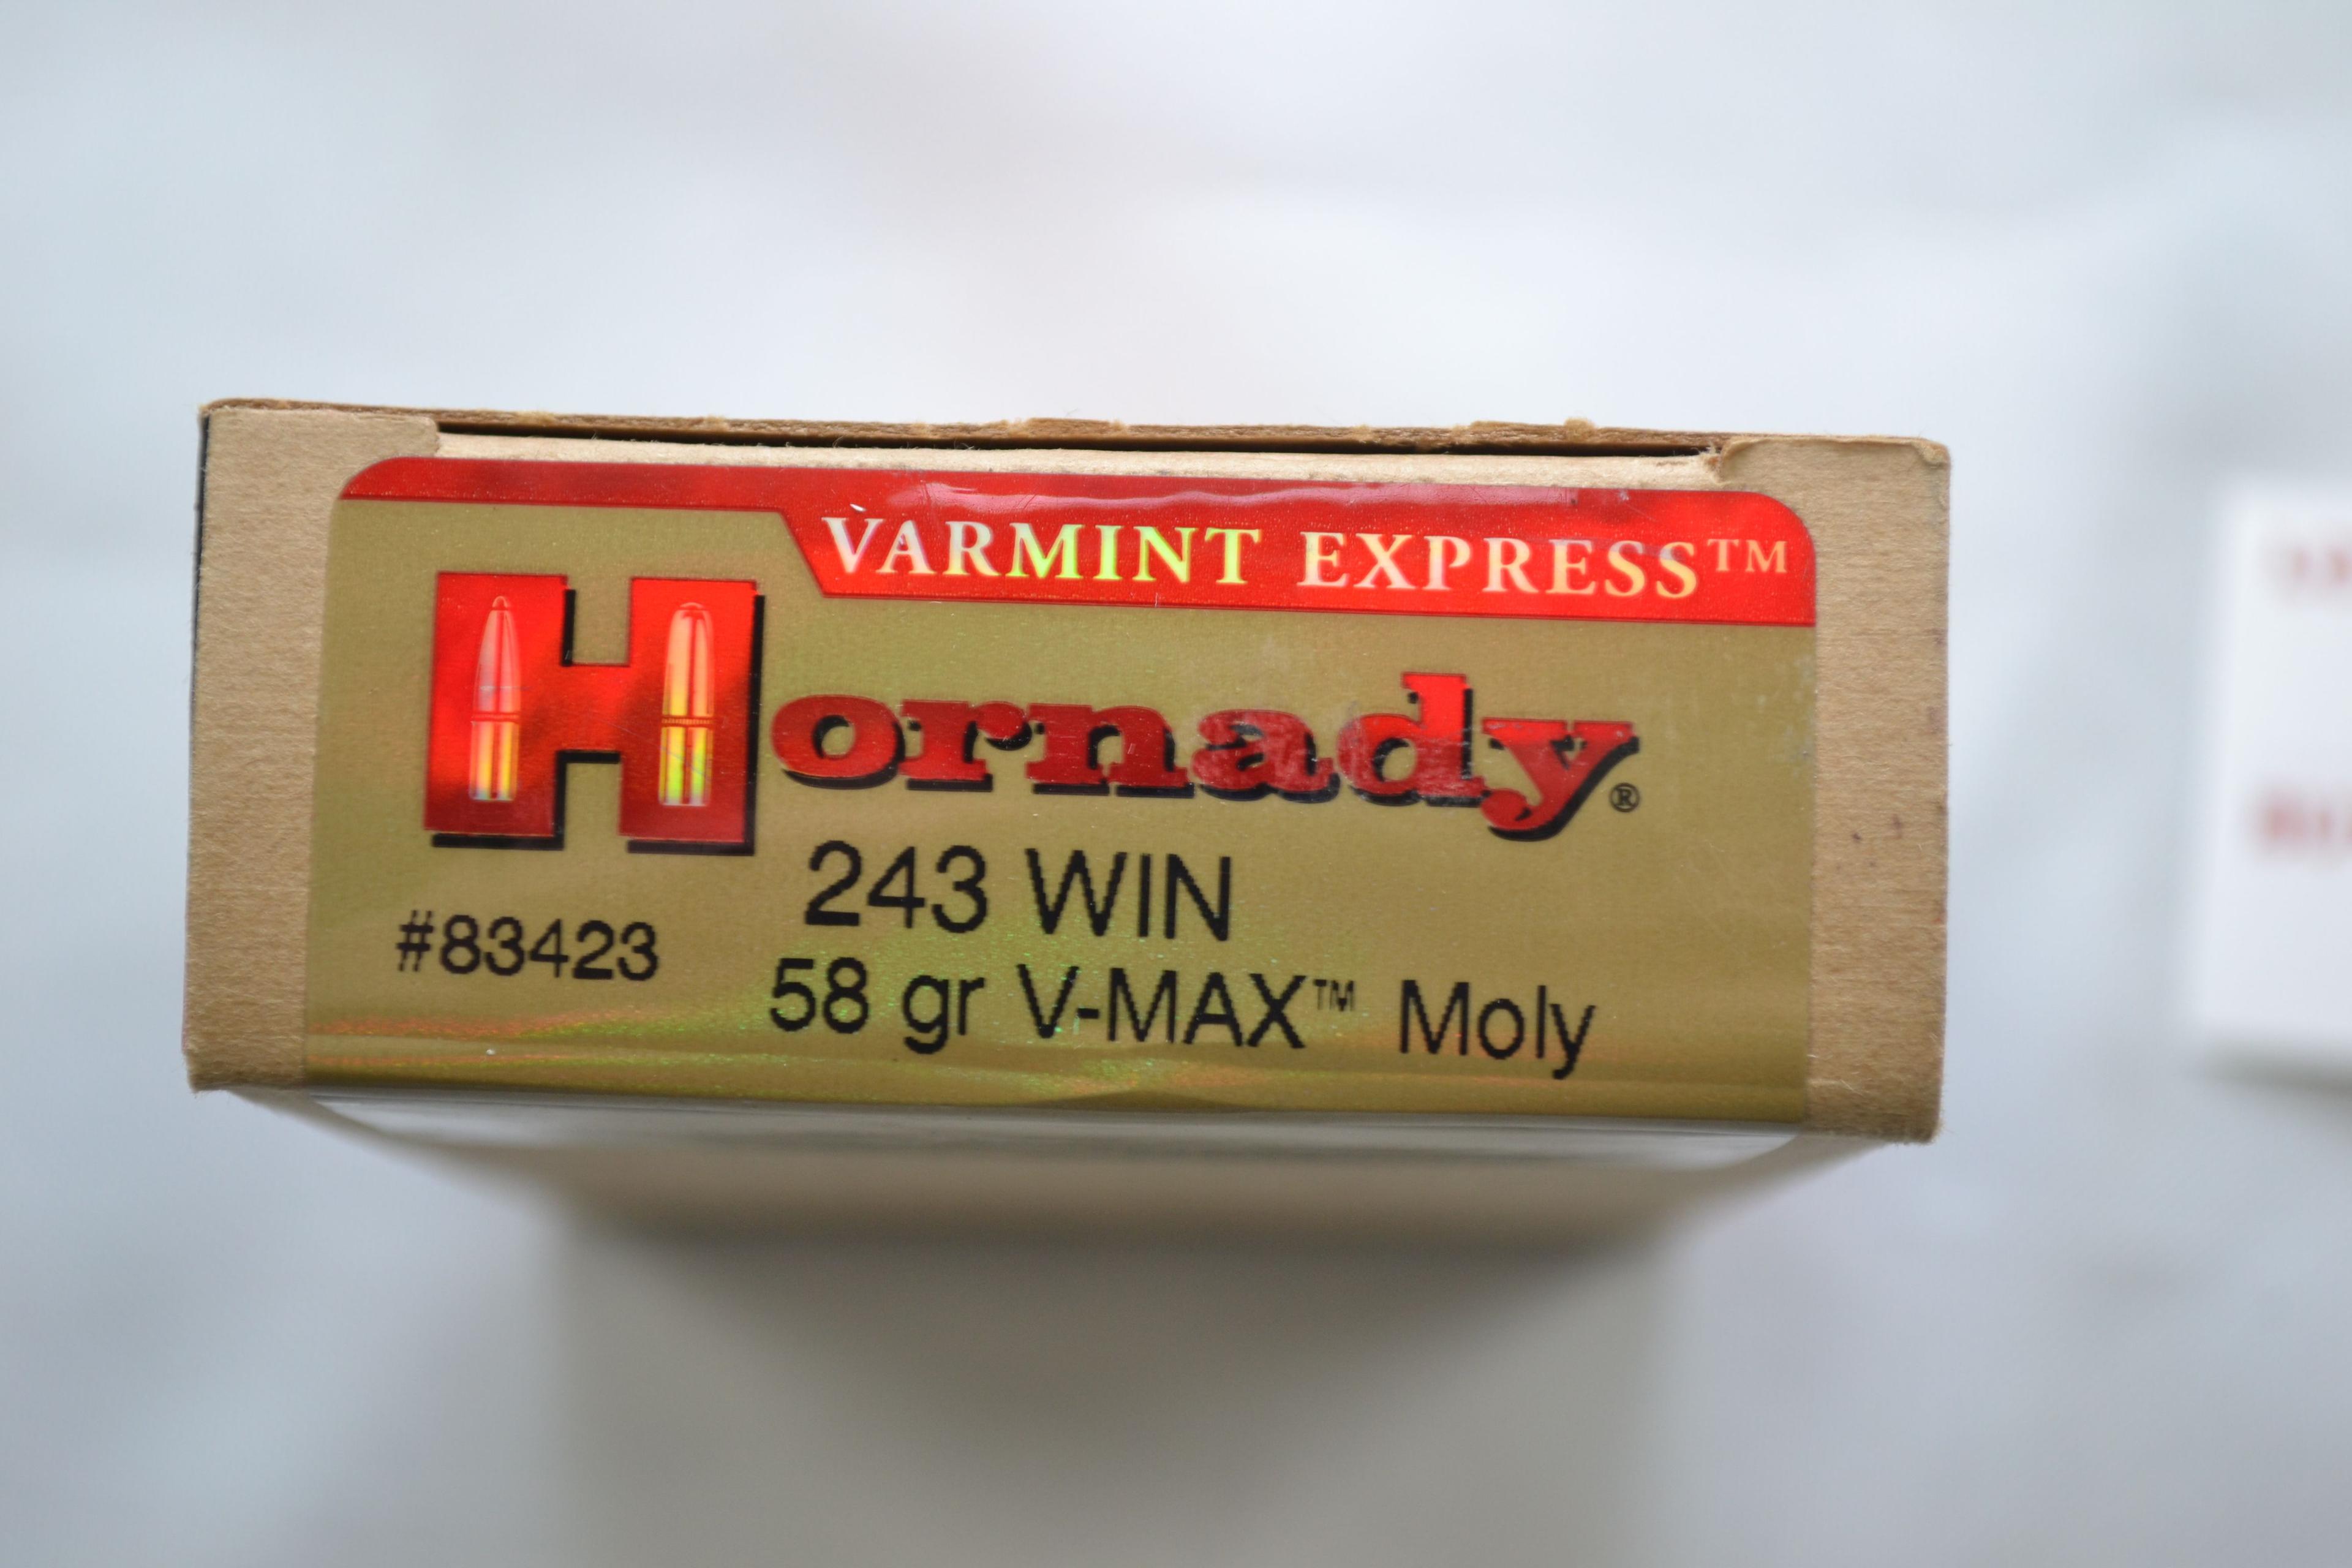 VARMINT EXPRESS™
Hornady®
243 WIN
#83423
58 gr V-MAX™ Moly